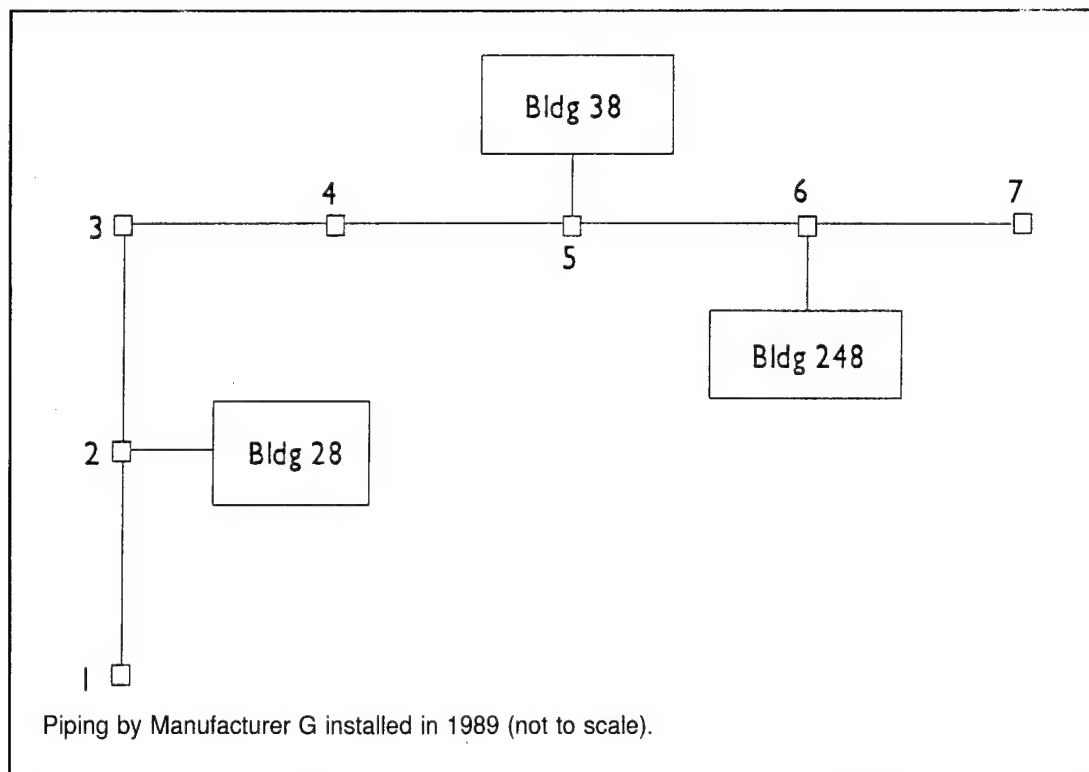 Bldg 38
4
6
7
3
5
Bldg 248
2
Bldg 28
1
Piping by Manufacturer G installed in 1989 (not to scale).